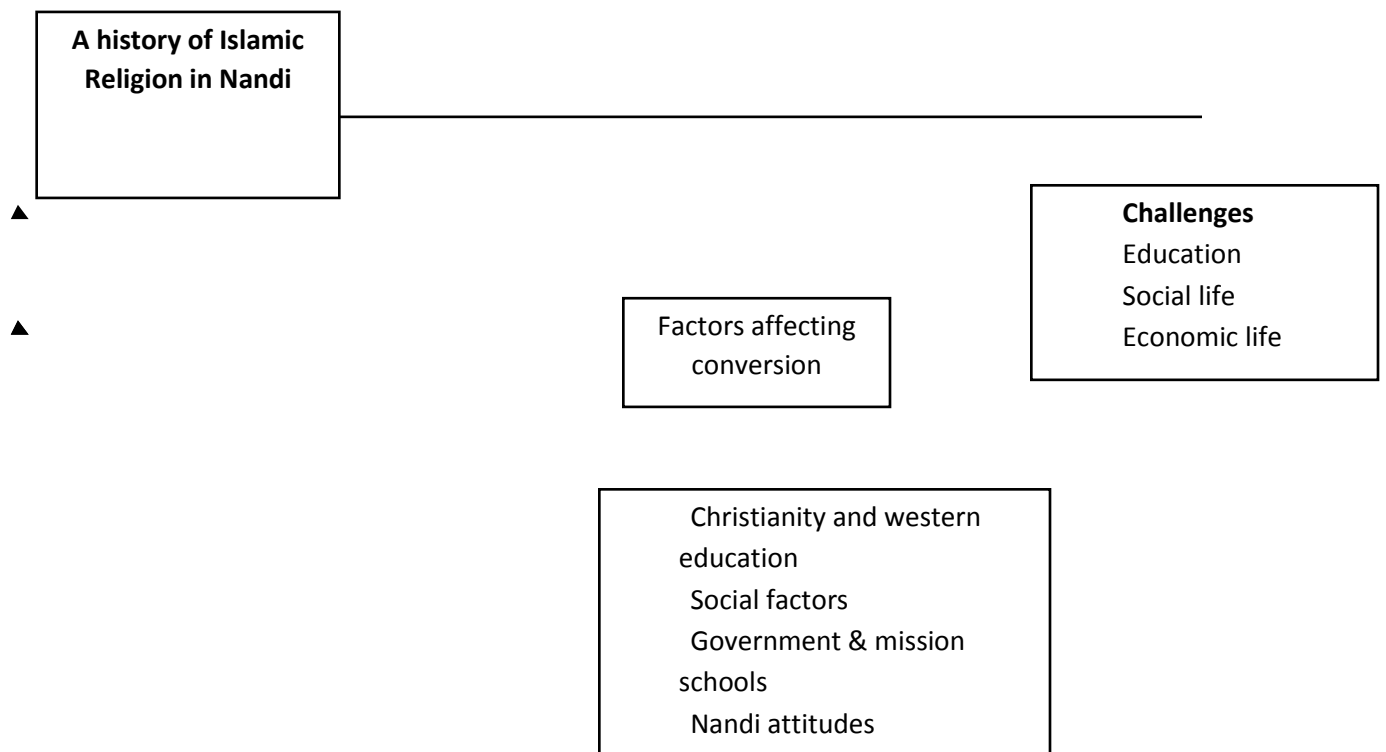 A history of Islamic
Religion in Nandi
Challenges
Education
Social life
Economic life
Factors affecting
conversion
Christianity and western
education
Social factors
Government & mission
schools
Nandi attitudes